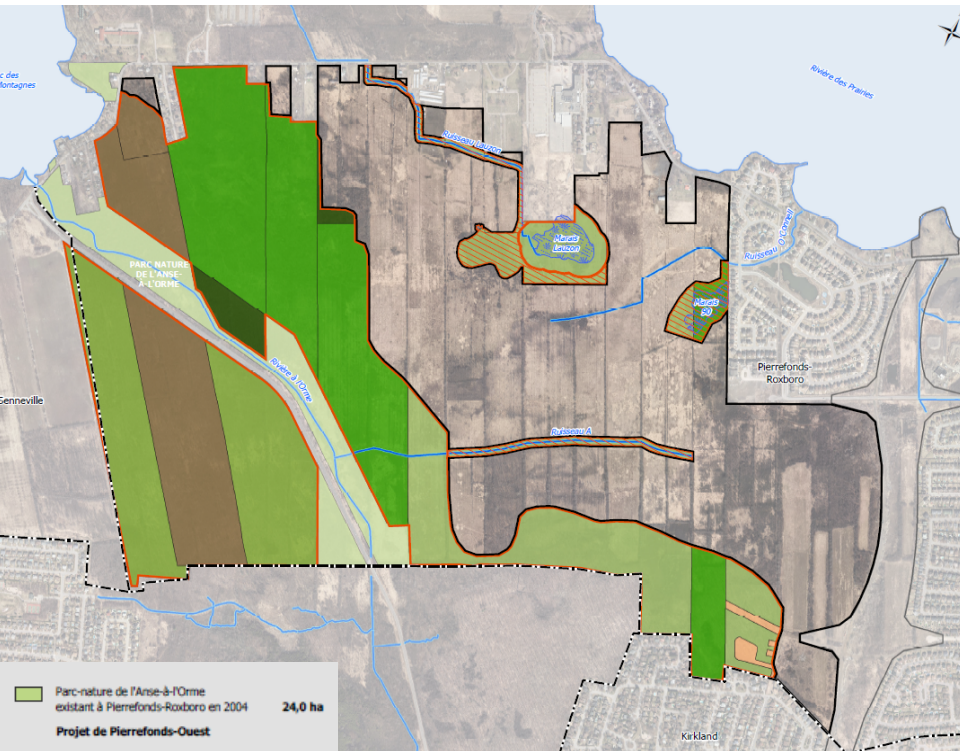 c des
Montagnes
Rivière des Prairies
Ruisseau Lauzon
Ruisseau O'Connell
Marais
Lauzon
PARC NATURE
DE L'ANSE-
À-L'ORME
Marais
90
Pierrefonds-
Roxboro
Rivière à l'Orme
Senneville
Ruisseau A
Parc-nature de l'Anse-à-l'Orme
existant à Pierrefonds-Roxboro en 2004 24,0 ha
Projet de Pierrefonds-Ouest
Kirkland